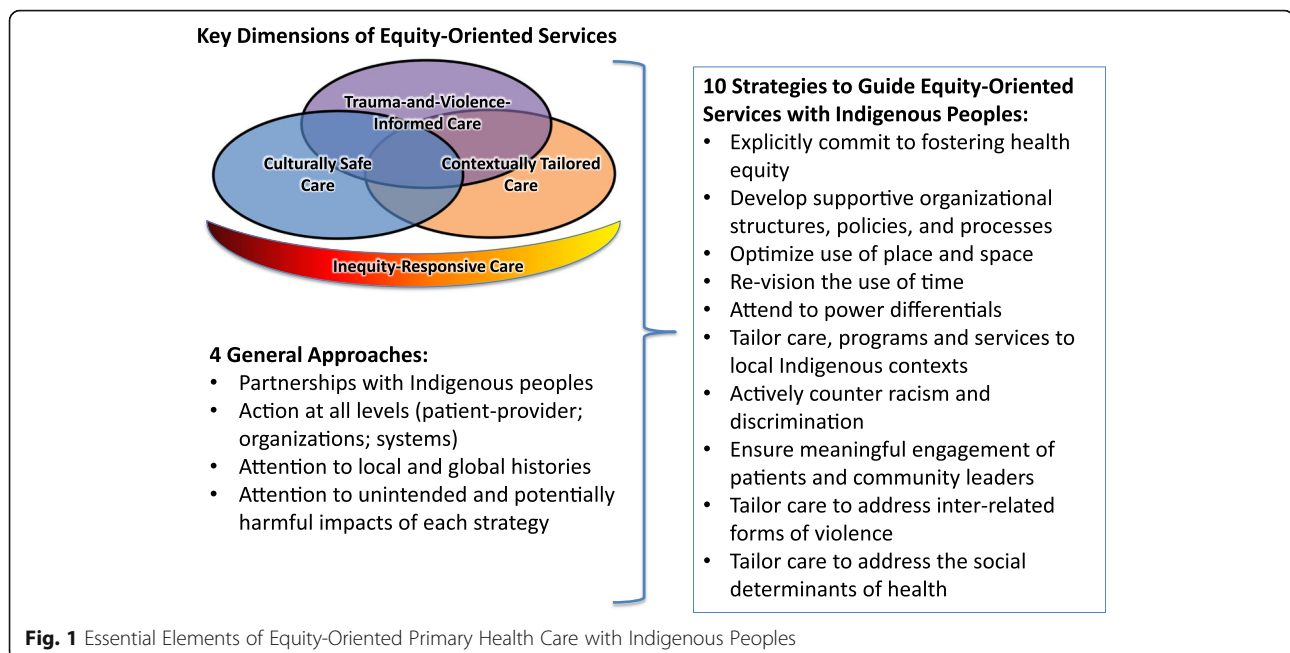 Key Dimensions of Equity-Oriented Services
Trauma-and-Violence-
Informed Care
Culturally Safe
Care
Contextually Tailored
Care
Inequity-Responsive Care
4 General Approaches:
• Partnerships with Indigenous peoples
• Action at all levels (patient-provider;
organizations; systems)
• Attention to local and global histories
• Attention to unintended and potentially
harmful impacts of each strategy
10 Strategies to Guide Equity-Oriented
Services with Indigenous Peoples:
• Explicitly commit to fostering health
equity
• Develop supportive organizational
structures, policies, and processes
• Optimize use of place and space
• Re-vision the use of time
• Attend to power differentials
• Tailor care, programs and services to
local Indigenous contexts
• Actively counter racism and
discrimination
• Ensure meaningful engagement of
patients and community leaders
• Tailor care to address inter-related
forms of violence
• Tailor care to address the social
determinants of health
Fig. 1 Essential Elements of Equity-Oriented Primary Health Care with Indigenous Peoples